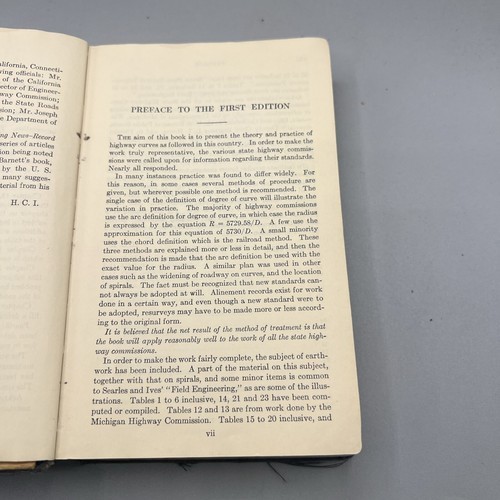 alifornia, Connecti-
ing officials: Mr.
of the California
ector of Engineer-
way Commission;
the State Roads
sion; Mr. Joseph
e Department of
ing News-Record
series of articles
tion being noted
Barnett's book,
by the U. S.
many sugges-
terial from his
H. C. I.
PREFACE TO THE FIRST EDITION
THE aim of this book is to present the theory and practice of
highway curves as followed in this country. In order to make the
work truly representative, the various state highway commis-
sions were called upon for information regarding their standards.
Nearly all responded.
In many instances practice was found to differ widely. For
this reason, in some cases several methods of procedure are
given, but wherever possible one method is recommended. The
single case of the definition of degree of curve will illustrate the
variation in practice. The majority of highway commissions
use the arc definition for degree of curve, in which case the radius
is expressed by the equation R = 5729.58/D. A few use the
approximation for this equation of 5730/D. A small minority
uses the chord definition which is the railroad method. These
three methods are explained more or less in detail, and then the
recommendation is made that the arc definition be used with the
exact value for the radius. A similar plan was used in other
cases such as the widening of roadway on curves, and the location
of spirals. The fact must be recognized that new standards can-
not always be adopted at will. Alinement records exist for work
done in a certain way, and even though a new standard were to
be adopted, resurveys may have to be made more or less accord-
ing to the original form.
It is believed that the net result of the method of treatment is that
the book will apply reasonably well to the work of all the state high-
way commissions.
In order to make the work fairly complete, the subject of earth-
work has been included. A part of the material on this subject,
together with that on spirals, and some minor items is common
to Searles and Ives' "Field Engineering," as are some of the illus-
trations. Tables 1 to 6 inclusive, 14, 21 and 23 have been com-
puted or compiled. Tables 12 and 13 are from work done by the
Michigan Highway Commission. Tables 15 to 20 inclusive, and
vii